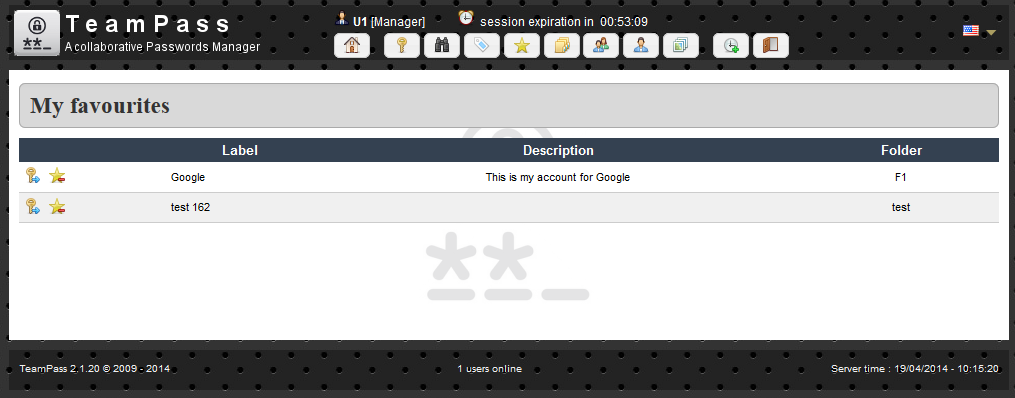 TeamPass
A collaborative Passwords Manager
U1 [Manager]
session expiration in 00:53:09
My favourites
Label Description Folder
Google This is my account for Google F1
test 162 test
TeamPass 2.1.20 © 2009 - 2014
1 users online
Server time : 19/04/2014 - 10:15:20